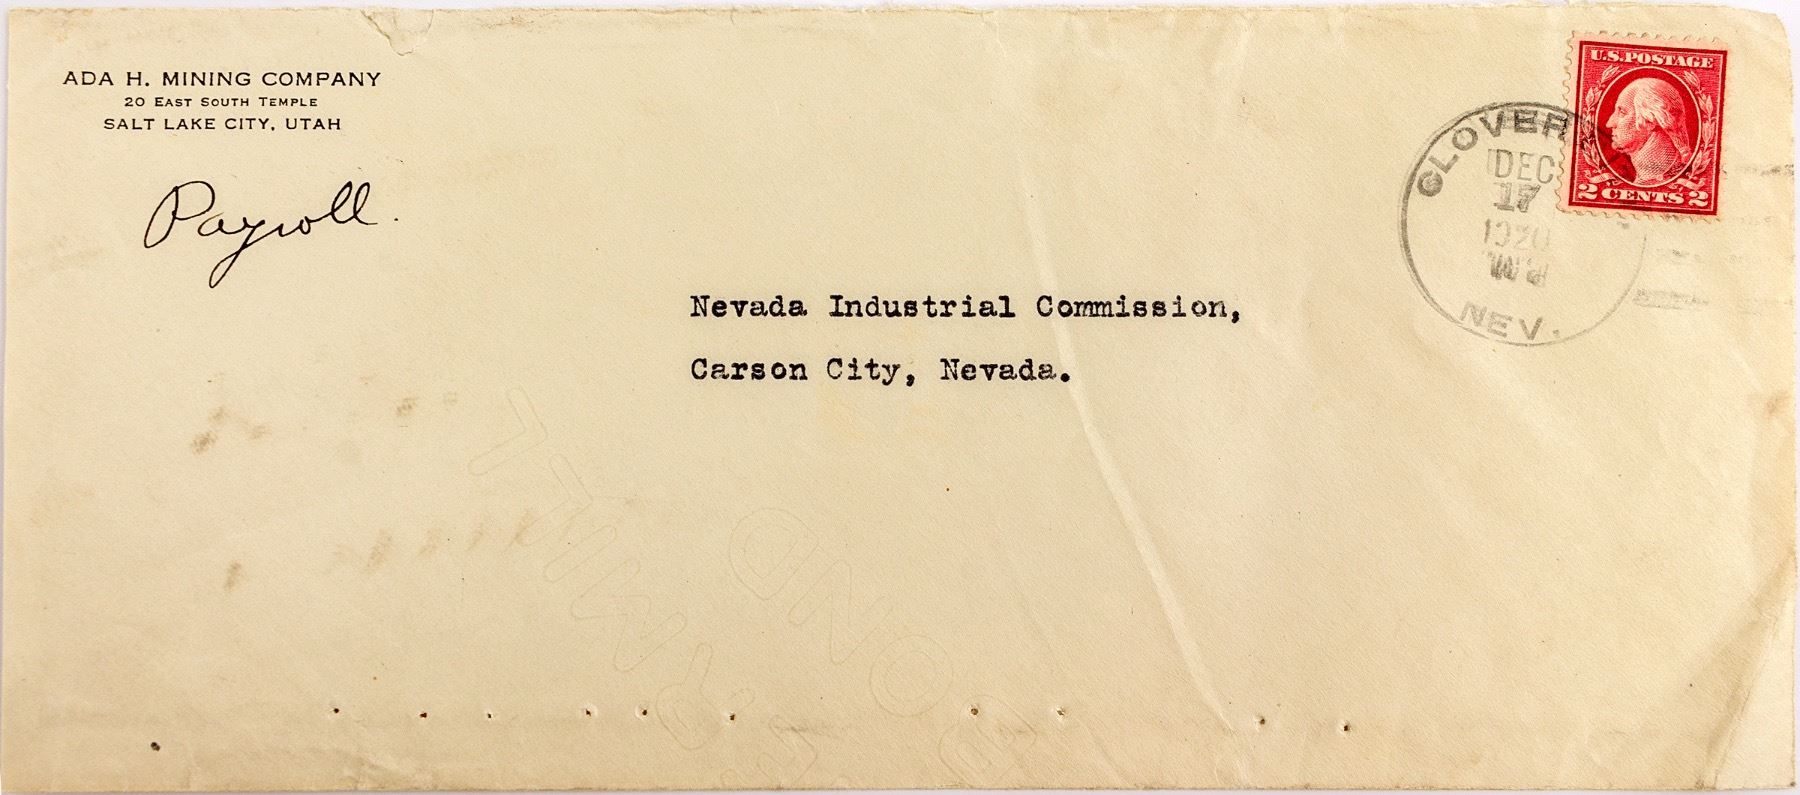 ADA H. MINING COMPANY
20 EAST SOUTH TEMPLE
SALT LAKE CITY, UTAH
Payroll.
U.S. POSTAGE
2 CENTS 2
DEC
17
1920
P.M.
NEV.
Nevada Industrial Commission,
Carson City, Nevada.
BOND